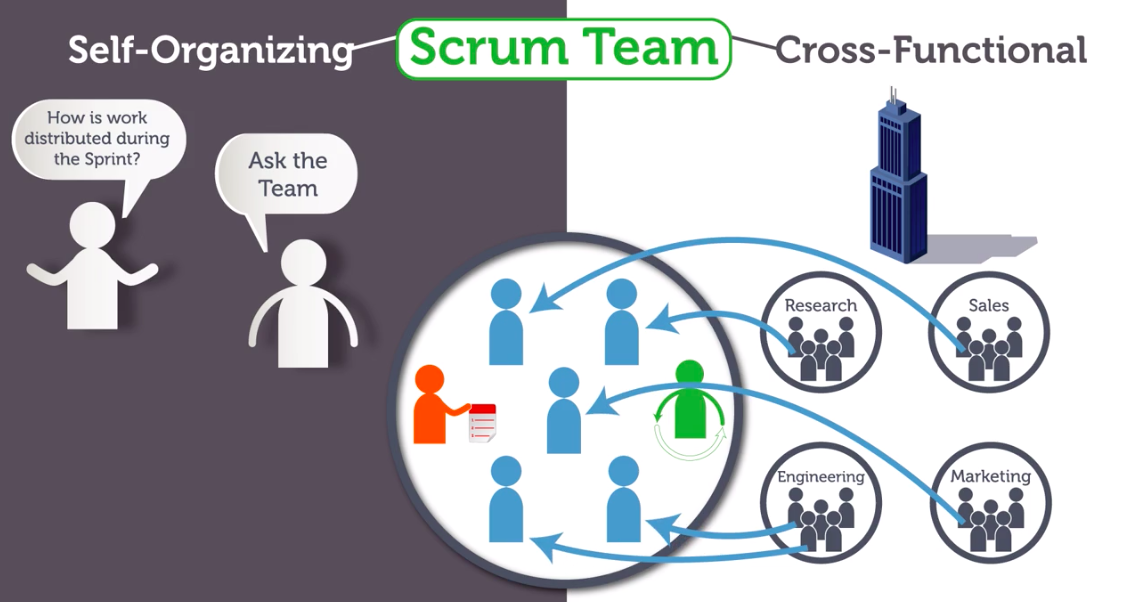 Self-Organizing
Scrum Team
Cross-Functional
How is work
distributed during
the Sprint?
Ask the
Team
Research
Sales
Engineering
Marketing